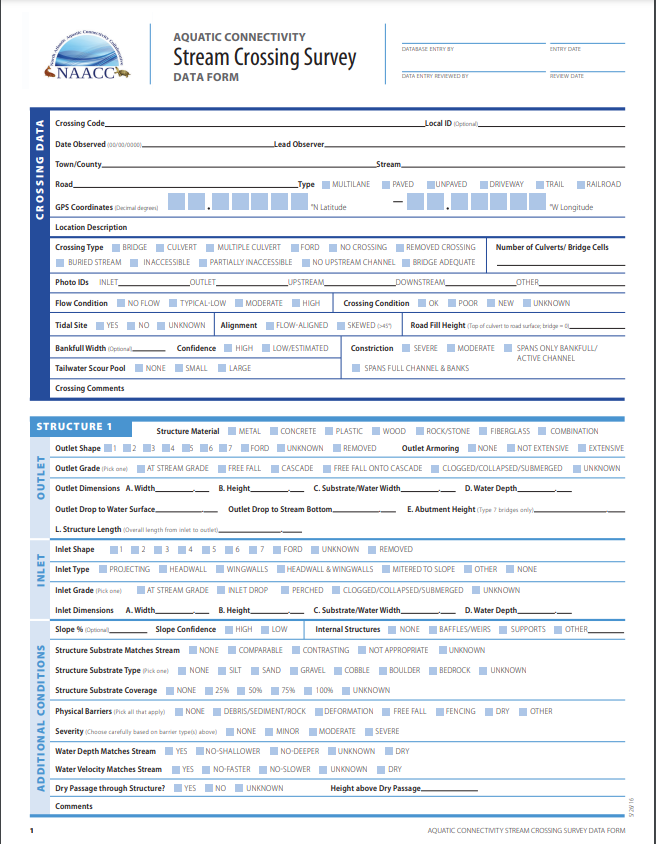 North Atlantic Aquatic Connectivity Collaborative
NAACC
AQUATIC CONNECTIVITY
Stream Crossing Survey
DATA FORM
DATABASE ENTRY BY ENTRY DATE
DATA ENTRY REVIEWED BY REVIEW DATE
CROSSING DATA
Crossing Code Local ID (Optional)
Date Observed (00/00/0000) Lead Observer
Town/County Stream
Road Type MULTILANE PAVED UNPAVED DRIVEWAY TRAIL RAILROAD
GPS Coordinates (Decimal degrees) . °N Latitude — . °W Longitude
Location Description
Crossing Type BRIDGE CULVERT MULTIPLE CULVERT FORD NO CROSSING REMOVED CROSSING Number of Culverts/ Bridge Cells
BURIED STREAM INACCESSIBLE PARTIALLY INACCESSIBLE NO UPSTREAM CHANNEL BRIDGE ADEQUATE
Photo IDs INLET OUTLET UPSTREAM DOWNSTREAM OTHER
Flow Condition NO FLOW TYPICAL-LOW MODERATE HIGH Crossing Condition OK POOR NEW UNKNOWN
Tidal Site YES NO UNKNOWN Alignment FLOW-ALIGNED SKEWED (>45°) Road Fill Height (Top of culvert to road surface; bridge = 0)
Bankfull Width (Optional) Confidence HIGH LOW/ESTIMATED Constriction SEVERE MODERATE SPANS ONLY BANKFULL/
ACTIVE CHANNEL
Tailwater Scour Pool NONE SMALL LARGE SPANS FULL CHANNEL & BANKS
Crossing Comments
STRUCTURE 1 Structure Material METAL CONCRETE PLASTIC WOOD ROCK/STONE FIBERGLASS COMBINATION
OUTLET
Outlet Shape 1 2 3 4 5 6 7 FORD UNKNOWN REMOVED Outlet Armoring NONE NOT EXTENSIVE EXTENSIVE
Outlet Grade (Pick one) AT STREAM GRADE FREE FALL CASCADE FREE FALL ONTO CASCADE CLOGGED/COLLAPSED/SUBMERGED UNKNOWN
Outlet Dimensions A. Width . B. Height . C. Substrate/Water Width . D. Water Depth .
Outlet Drop to Water Surface . Outlet Drop to Stream Bottom . E. Abutment Height (Type 7 bridges only) .
L. Structure Length (Overall length from inlet to outlet) .
INLET
Inlet Shape 1 2 3 4 5 6 7 FORD UNKNOWN REMOVED
Inlet Type PROJECTING HEADWALL WINGWALLS HEADWALL & WINGWALLS MITERED TO SLOPE OTHER NONE
Inlet Grade (Pick one) AT STREAM GRADE INLET DROP PERCHED CLOGGED/COLLAPSED/SUBMERGED UNKNOWN
Inlet Dimensions A. Width . B. Height . C. Substrate/Water Width . D. Water Depth .
ADDITIONAL CONDITIONS
Slope % (Optional) Slope Confidence HIGH LOW Internal Structures NONE BAFFLES/WEIRS SUPPORTS OTHER
Structure Substrate Matches Stream NONE COMPARABLE CONTRASTING NOT APPROPRIATE UNKNOWN
Structure Substrate Type (Pick one) NONE SILT SAND GRAVEL COBBLE BOULDER BEDROCK UNKNOWN
Structure Substrate Coverage NONE 25% 50% 75% 100% UNKNOWN
Physical Barriers (Pick all that apply) NONE DEBRIS/SEDIMENT/ROCK DEFORMATION FREE FALL FENCING DRY OTHER
Severity (Choose carefully based on barrier type(s) above) NONE MINOR MODERATE SEVERE
Water Depth Matches Stream YES NO-SHALLOWER NO-DEEPER UNKNOWN DRY
Water Velocity Matches Stream YES NO-FASTER NO-SLOWER UNKNOWN DRY
Dry Passage through Structure? YES NO UNKNOWN Height above Dry Passage
Comments
5/26/16
1 AQUATIC CONNECTIVITY STREAM CROSSING SURVEY DATA FORM